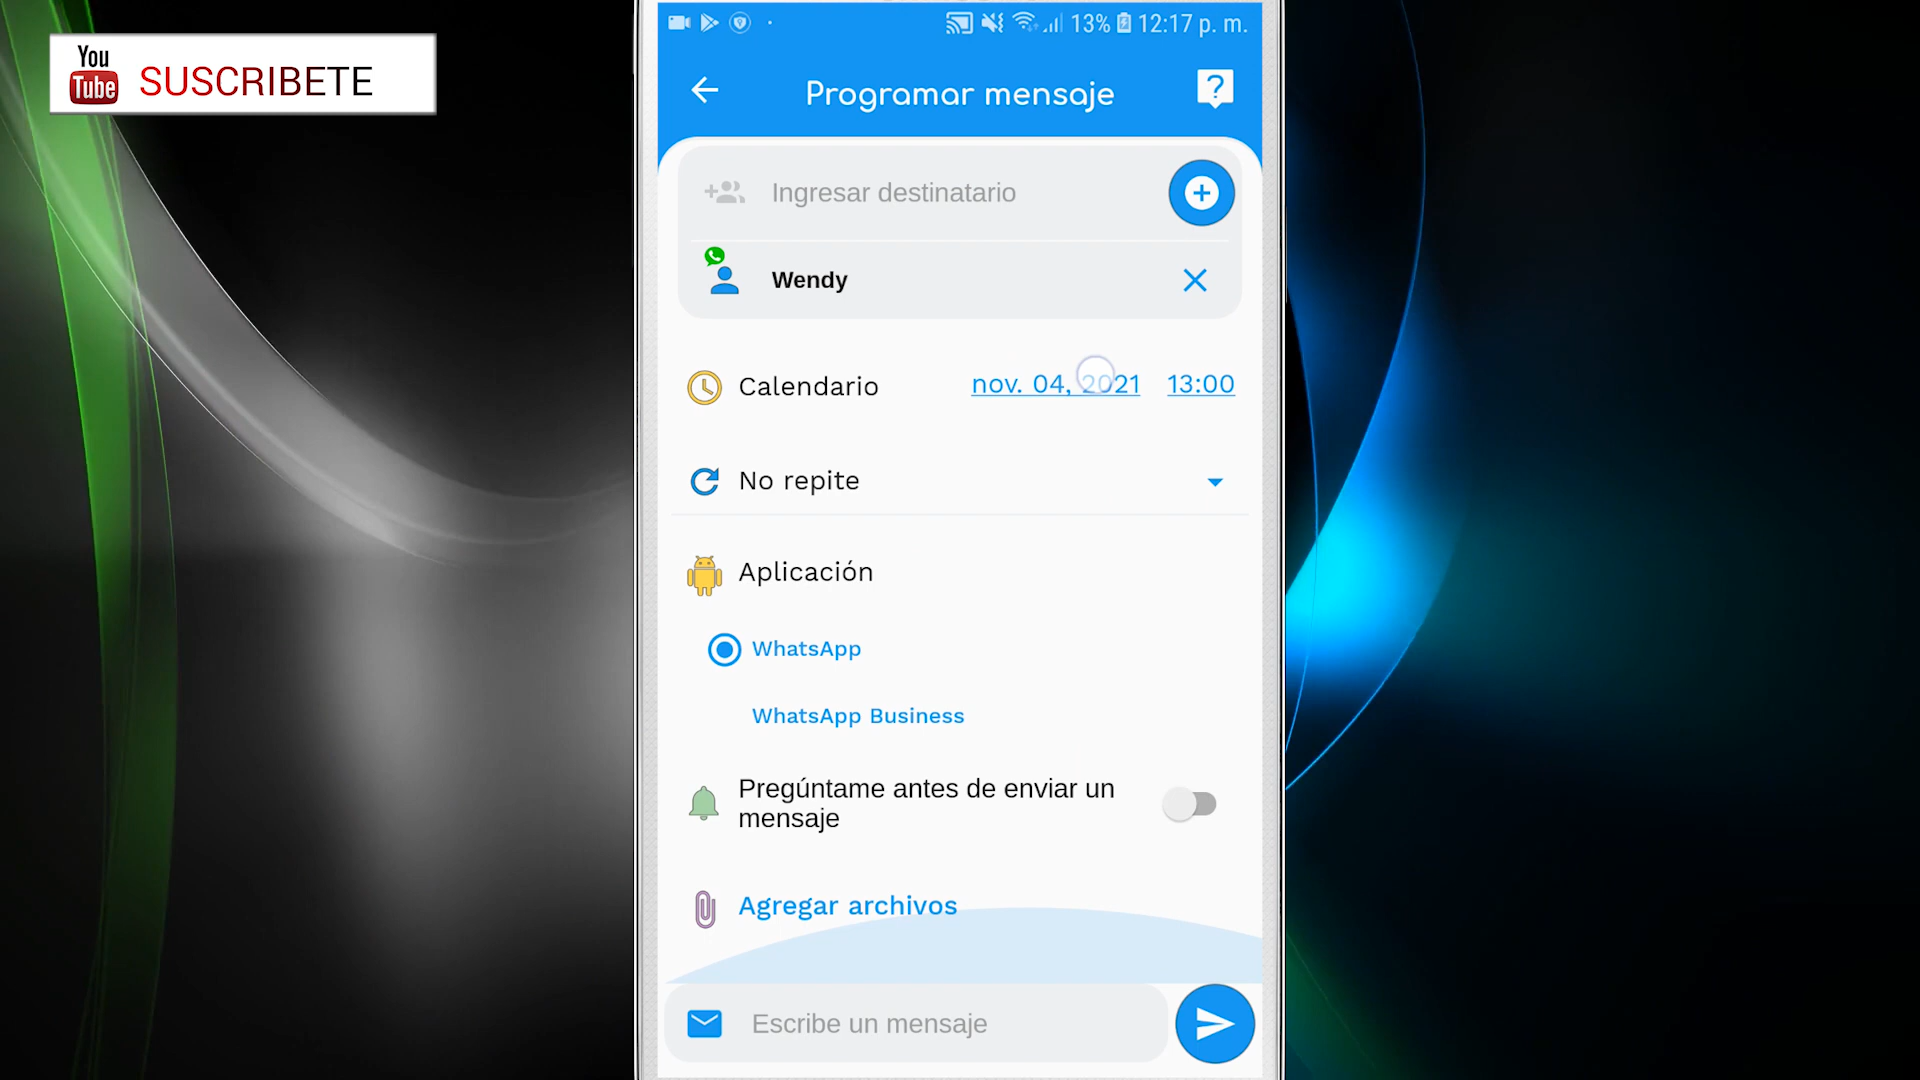 You
Tube
SUSCRIBETE
13% 12:17 p. m.
Programar mensaje
?
Ingresar destinatario
Wendy
Calendario nov. 04, 2021 13:00
No repite
Aplicación
WhatsApp
WhatsApp Business
Pregúntame antes de enviar un
mensaje
Agregar archivos
Escribe un mensaje